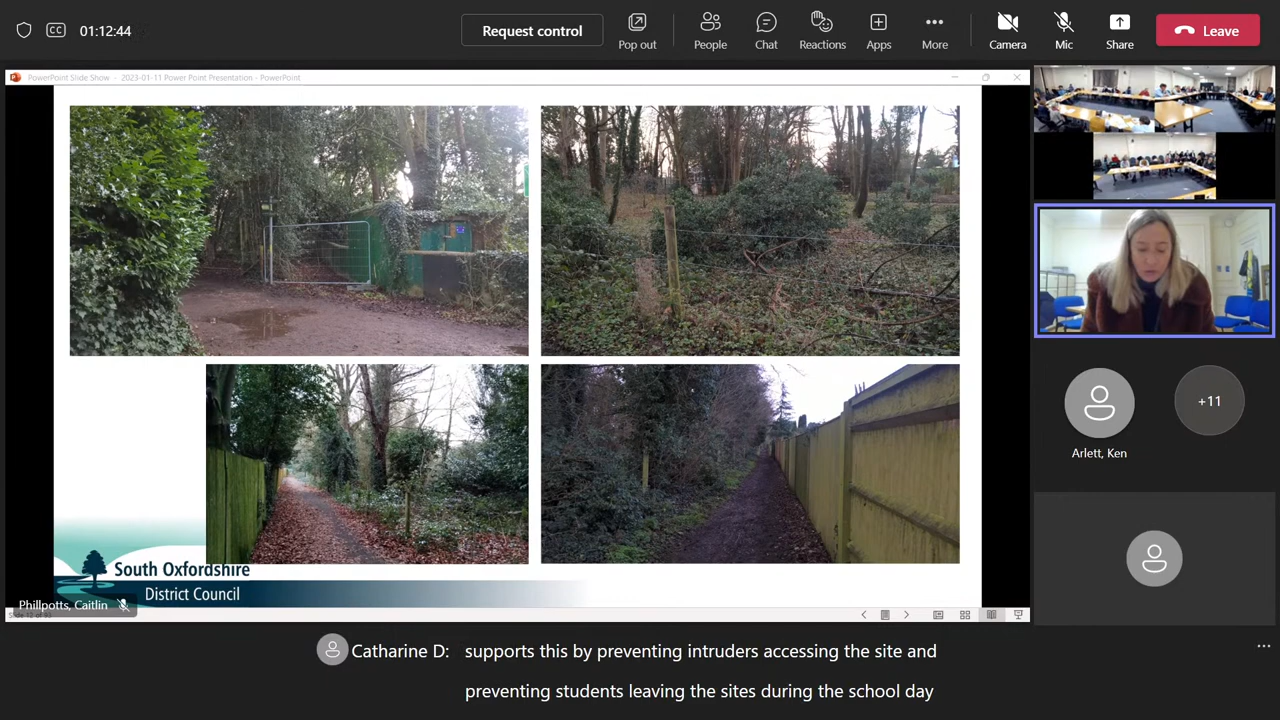 CC
01:12:44
Request control
Pop out
People
Chat
Reactions
Apps
More
Camera
Mic
Share
Leave
PowerPoint Slide Show - 2023-01-11 Power Point Presentation - PowerPoint
South Oxfordshire
District Council
Phillpotts, Caitlin
+11
Arlett, Ken
Catharine D: supports this by preventing intruders accessing the site and
preventing students leaving the sites during the school day